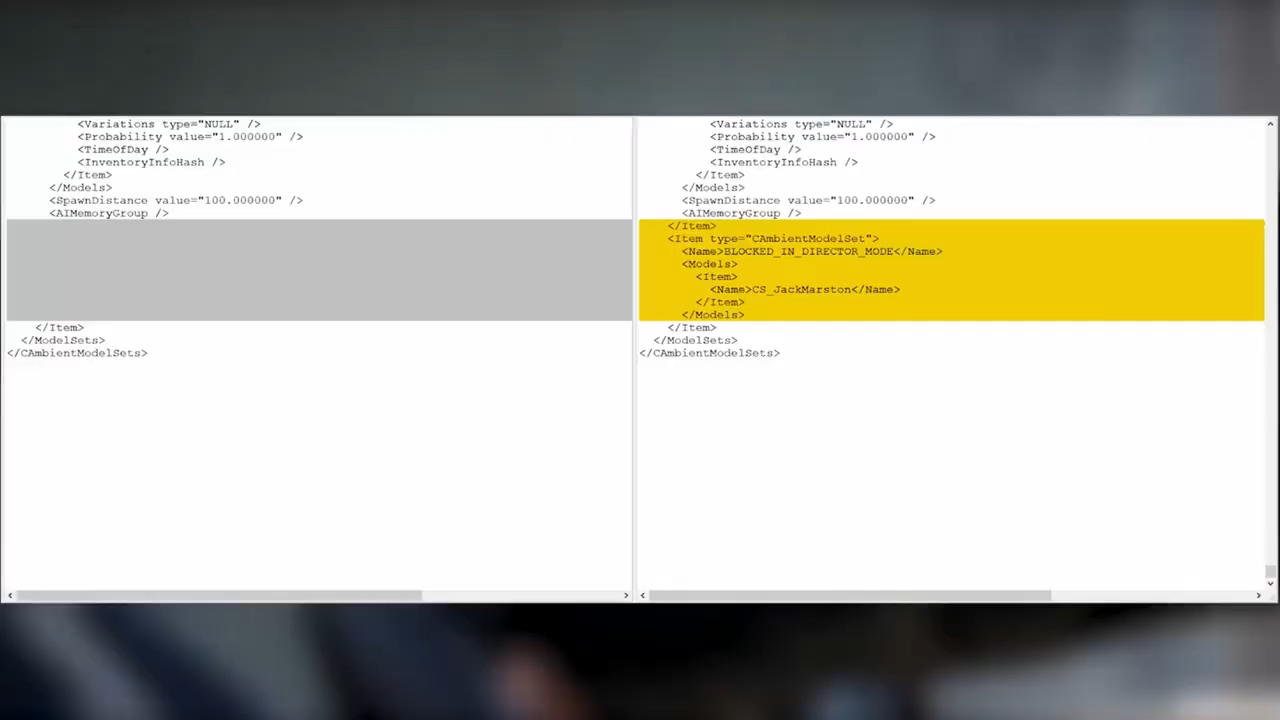 <Variations type="NULL" />
<Probability value="1.000000" />
<TimeOfDay />
<InventoryInfoHash />
</Item>
</Models>
<SpawnDistance value="100.000000" />
<AIMemoryGroup />
</Item>
</ModelSets>
</CAmbientModelSets>
<Variations type="NULL" />
<Probability value="1.000000" />
<TimeOfDay />
<InventoryInfoHash />
</Item>
</Models>
<SpawnDistance value="100.000000" />
<AIMemoryGroup />
</Item>
<Item type="CAmbientModelSet">
<Name>BLOCKED_IN_DIRECTOR_MODE</Name>
<Models>
<Item>
<Name>CS_JackMarston</Name>
</Item>
</Models>
</Item>
</ModelSets>
</CAmbientModelSets>